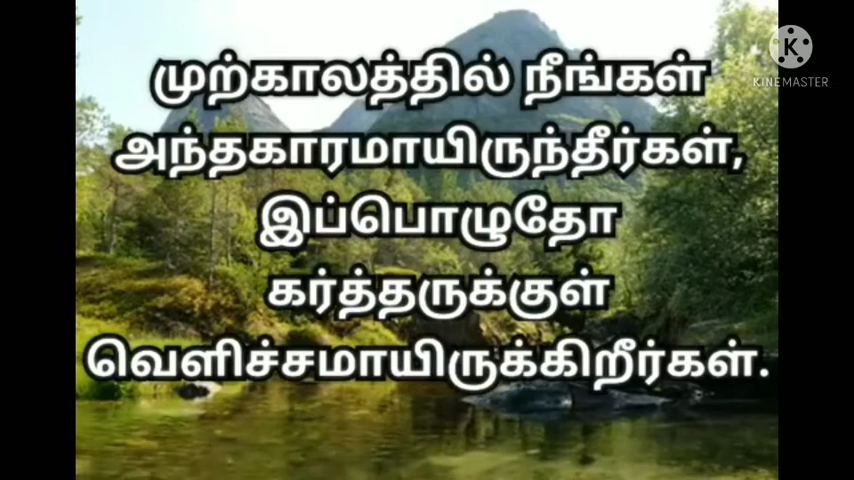 முற்காலத்தில் நீங்கள்
அந்தகாரமாயிருந்தீர்கள்,
இப்பொழுதோ
கர்த்தருக்குள்
வெளிச்சமாயிருக்கிறீர்கள்.
K
KINEMASTER